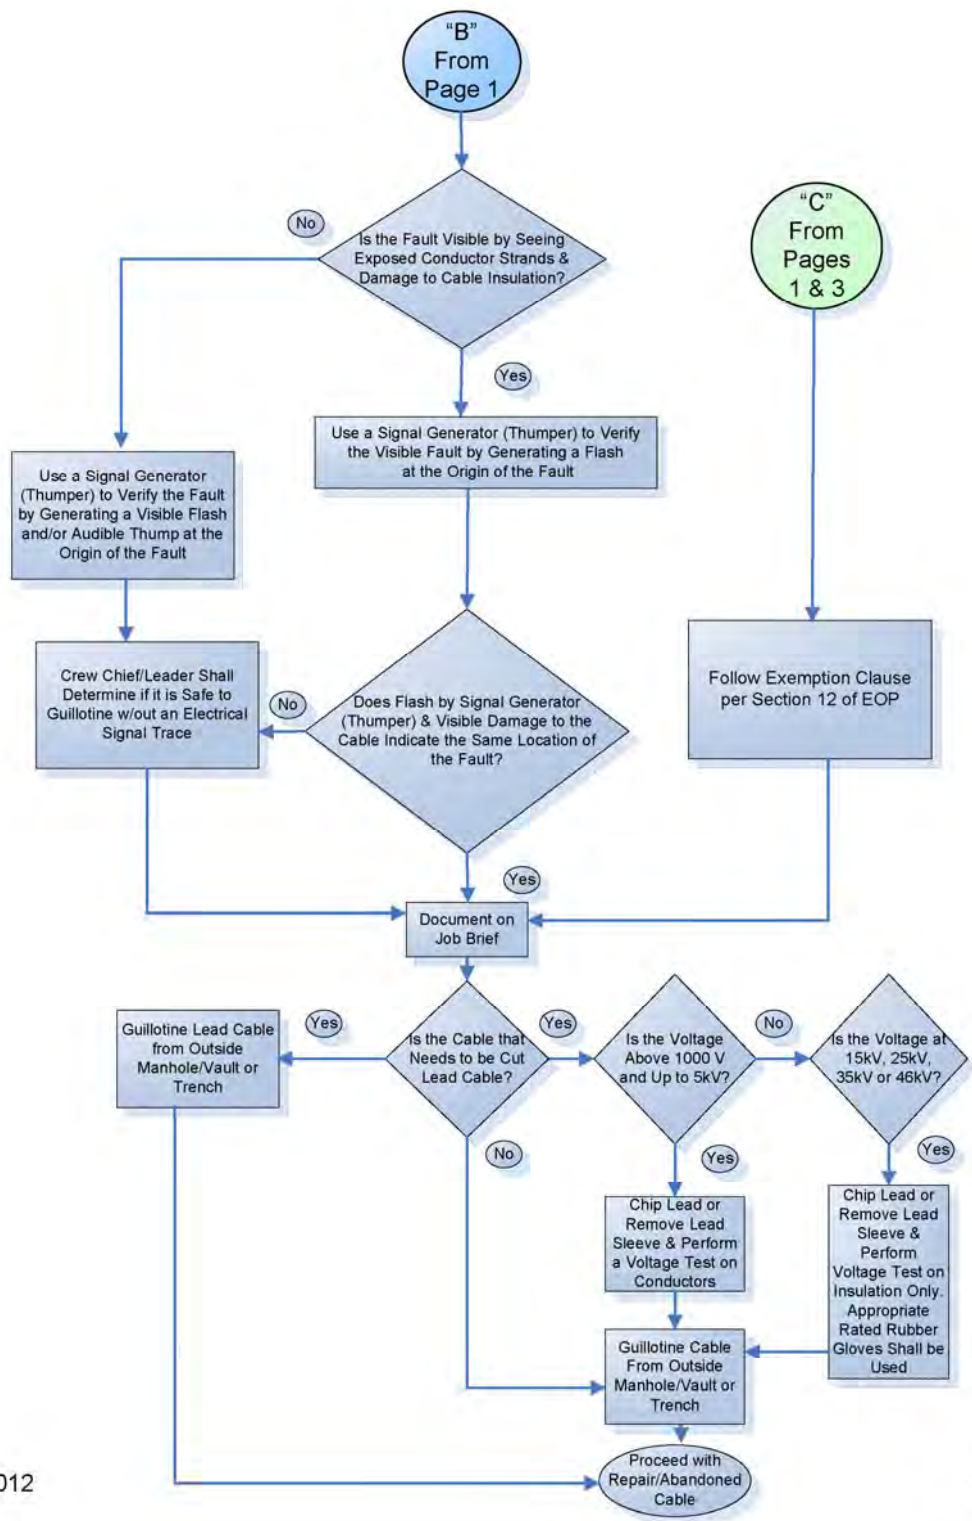 “B”
From
Page 1
“C”
From
Pages
1 & 3
No
Is the Fault Visible by Seeing
Exposed Conductor Strands &
Damage to Cable Insulation?
Yes
Use a Signal Generator (Thumper) to Verify
the Visible Fault by Generating a Flash
at the Origin of the Fault
Use a Signal Generator
(Thumper) to Verify the Fault
by Generating a Visible Flash
and/or Audible Thump at the
Origin of the Fault
Crew Chief/Leader Shall
Determine if it is Safe to
Guillotine w/out an Electrical
Signal Trace
No
Does Flash by Signal Generator
(Thumper) & Visible Damage to the
Cable Indicate the Same Location of
the Fault?
Follow Exemption Clause
per Section 12 of EOP
Yes
Document on
Job Brief
Guillotine Lead Cable
from Outside
Manhole/Vault or
Trench
Yes
Is the Cable that
Needs to be Cut
Lead Cable?
Yes
Is the Voltage
Above 1000 V
and Up to 5kV?
No
Is the Voltage at
15kV, 25kV,
35kV or 46kV?
No
Yes
Yes
Chip Lead or
Remove Lead
Sleeve & Perform
a Voltage Test on
Conductors
Chip Lead or
Remove Lead
Sleeve &
Perform
Voltage Test on
Insulation Only.
Appropriate
Rated Rubber
Gloves Shall be
Used
Guillotine Cable
From Outside
Manhole/Vault or
Trench
Proceed with
Repair/Abandoned
Cable
012